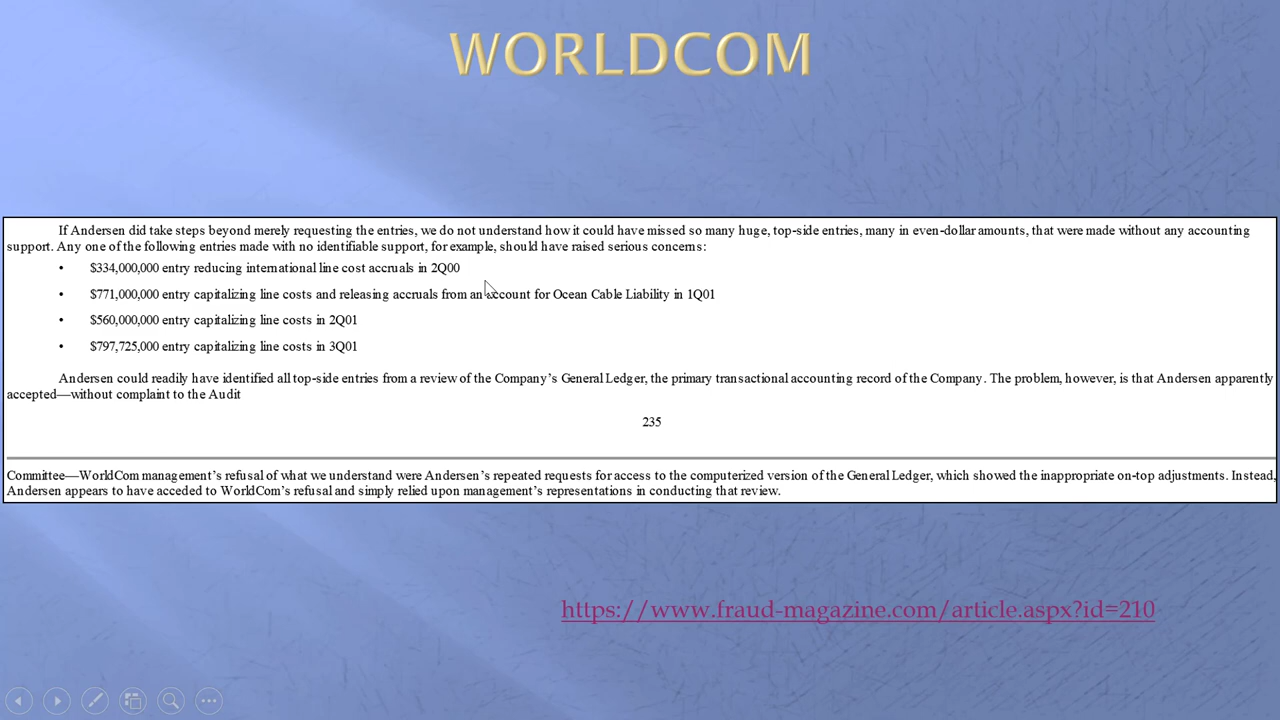 WORLDCOM
If Andersen did take steps beyond merely requesting the entries, we do not understand how it could have missed so many huge, top-side entries, many in even-dollar amounts, that were made without any accounting
support. Any one of the following entries made with no identifiable support, for example, should have raised serious concerns:
• $334,000,000 entry reducing international line cost accruals in 2Q00
• $771,000,000 entry capitalizing line costs and releasing accruals from an account for Ocean Cable Liability in 1Q01
• $560,000,000 entry capitalizing line costs in 2Q01
• $797,725,000 entry capitalizing line costs in 3Q01
Andersen could readily have identified all top-side entries from a review of the Company’s General Ledger, the primary transactional accounting record of the Company. The problem, however, is that Andersen apparently
accepted—without complaint to the Audit
235
Committee—WorldCom management’s refusal of what we understand were Andersen’s repeated requests for access to the computerized version of the General Ledger, which showed the inappropriate on-top adjustments. Instead,
Andersen appears to have acceded to WorldCom’s refusal and simply relied upon management’s representations in conducting that review.
https://www.fraud-magazine.com/article.aspx?id=210